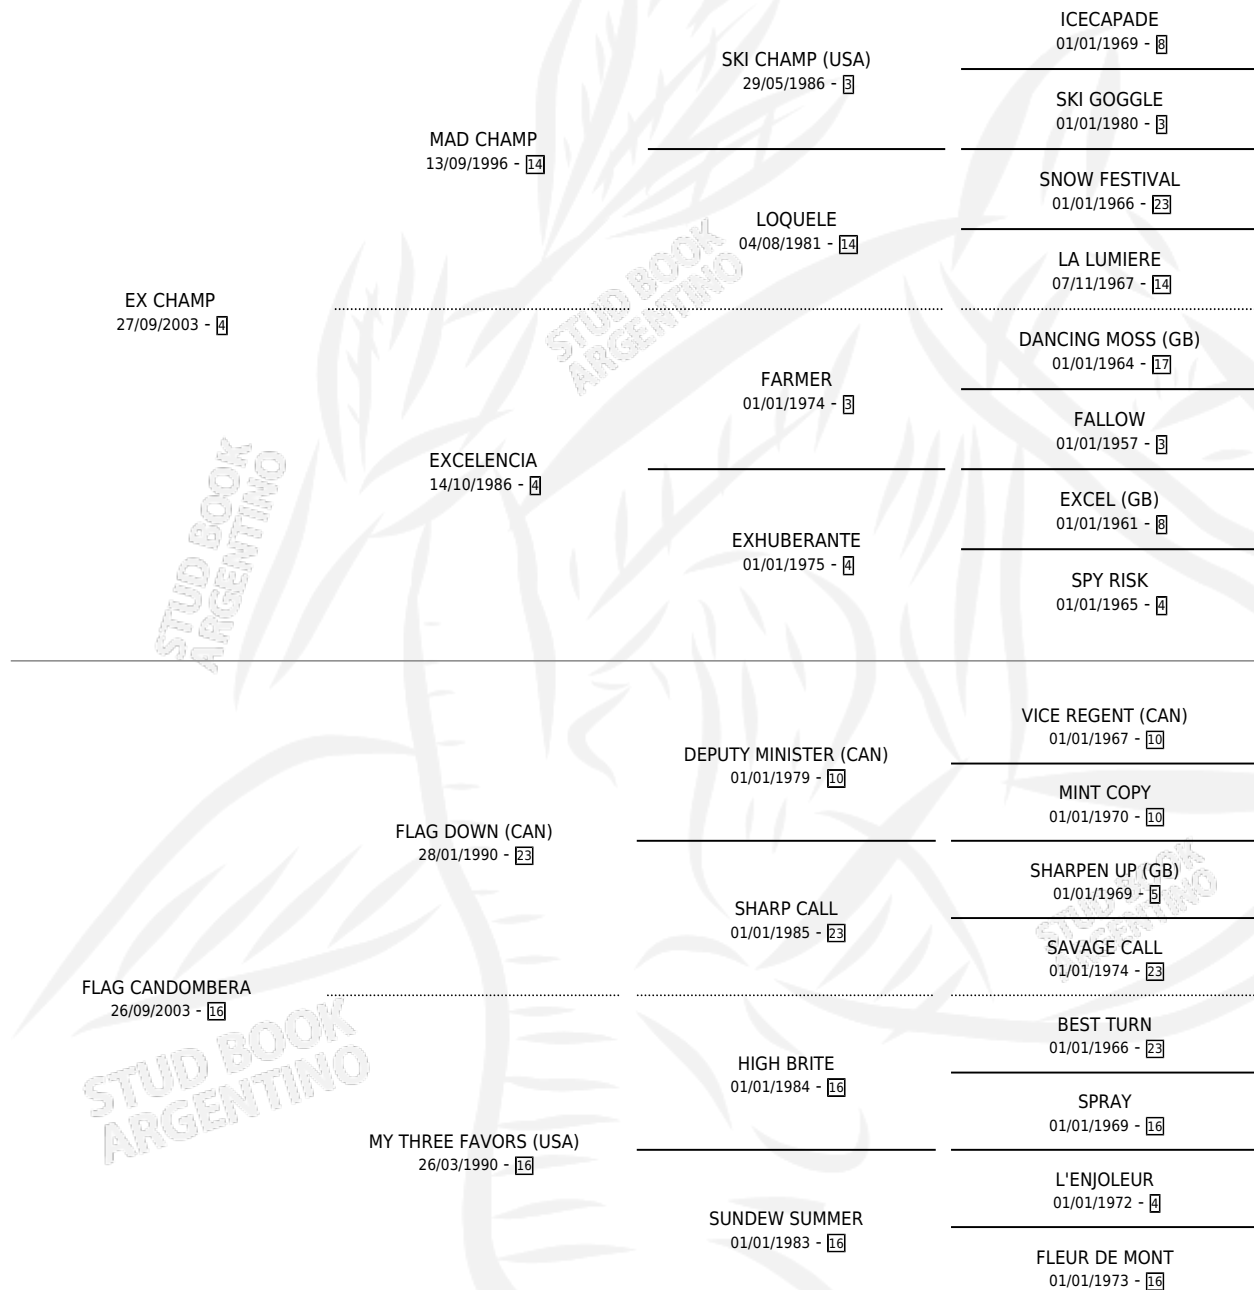 ICECAPADE
01/01/1969 - 8
SKI CHAMP (USA)
29/05/1986 - 3
SKI GOGGLE
01/01/1980 - 3
MAD CHAMP
13/09/1996 - 14
SNOW FESTIVAL
01/01/1966 - 23
LOQUELE
04/08/1981 - 14
LA LUMIERE
07/11/1967 - 14
EX CHAMP
27/09/2003 - 4
STUD BOOK
ARGENTINO
DANCING MOSS (GB)
01/01/1964 - 17
FARMER
01/01/1974 - 3
FALLOW
01/01/1957 - 3
EXCELENCIA
14/10/1986 - 4
EXCEL (GB)
01/01/1961 - 8
EXHUBERANTE
01/01/1975 - 4
SPY RISK
01/01/1965 - 4
STUD BOOK
ARGENTINO
VICE REGENT (CAN)
01/01/1967 - 10
DEPUTY MINISTER (CAN)
01/01/1979 - 10
MINT COPY
01/01/1970 - 10
FLAG DOWN (CAN)
28/01/1990 - 23
SHARPEN UP (GB)
01/01/1969 - 5
SHARP CALL
01/01/1985 - 23
SAVAGE CALL
01/01/1974 - 23
STUD BOOK
ARGENTINO
FLAG CANDOMBERA
26/09/2003 - 16
BEST TURN
01/01/1966 - 23
HIGH BRITE
01/01/1984 - 16
SPRAY
01/01/1969 - 16
STUD BOOK
ARGENTINO
MY THREE FAVORS (USA)
26/03/1990 - 16
L'ENJOLEUR
01/01/1972 - 4
SUNDEW SUMMER
01/01/1983 - 16
FLEUR DE MONT
01/01/1973 - 16